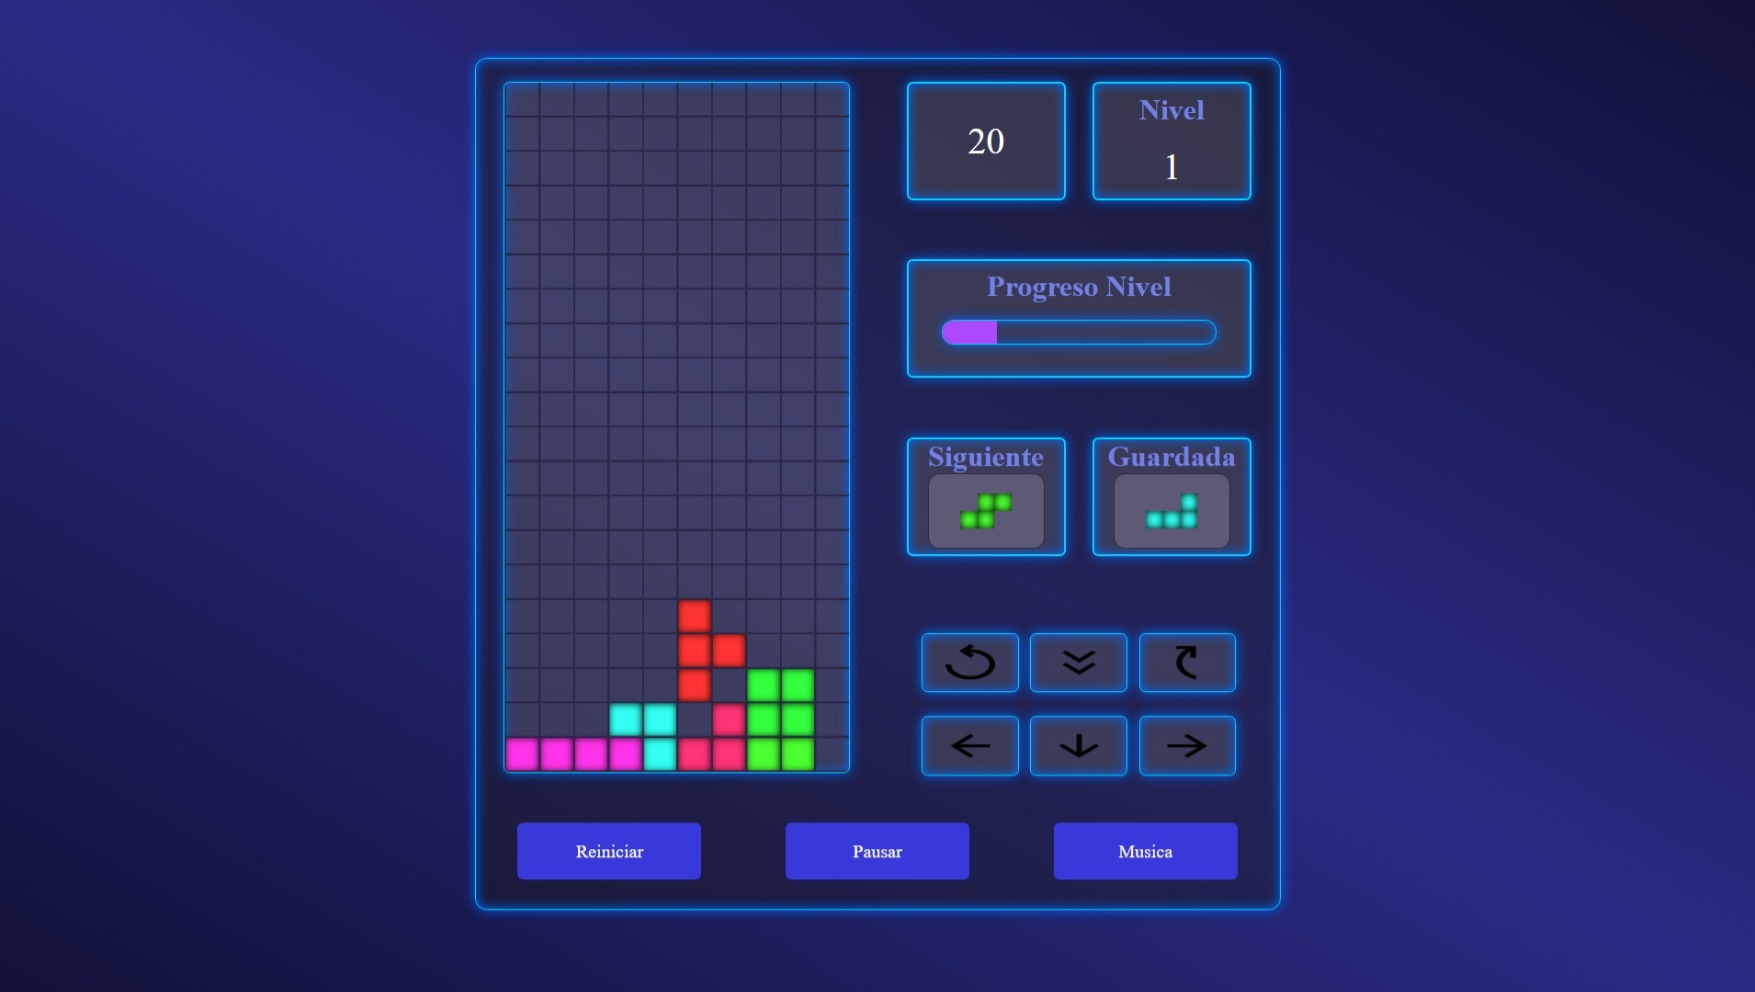 20
Nivel
1
Progreso Nivel
Siguiente
Guardada
Reiniciar
Pausar
Musica